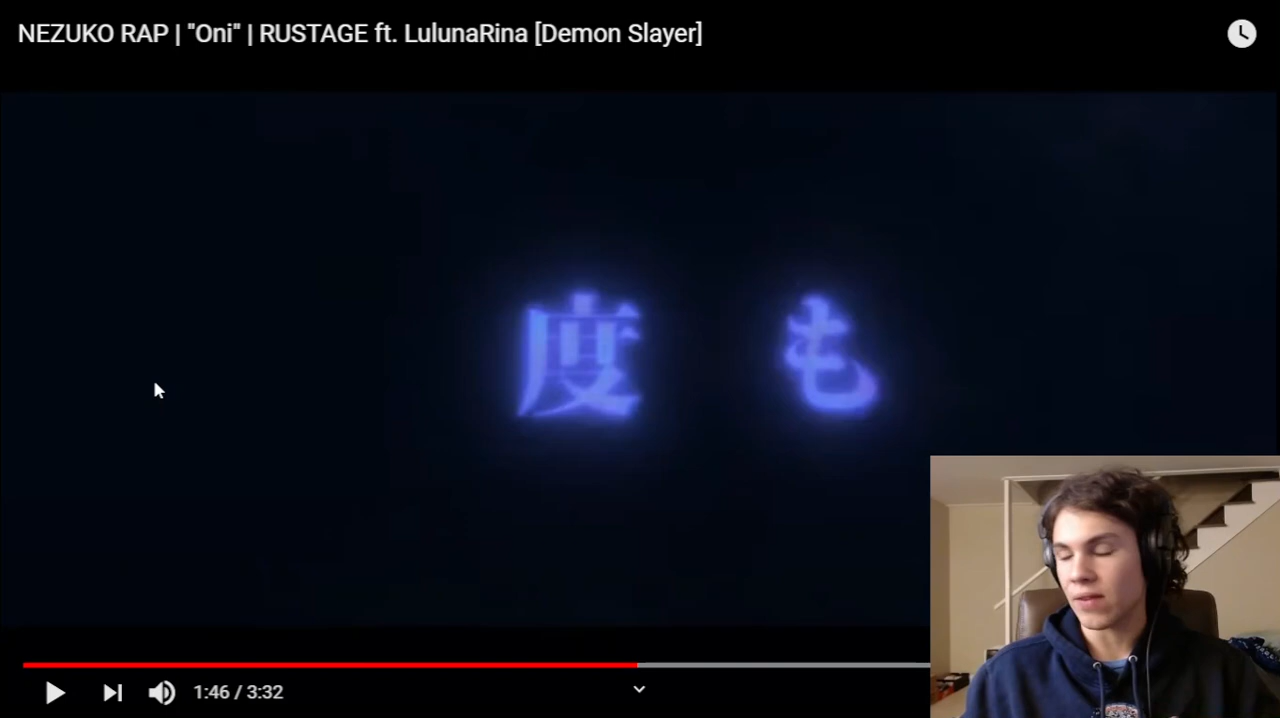 NEZUKO RAP | "Oni" | RUSTAGE ft. LulunaRina [Demon Slayer]
度 も
1:46 / 3:32